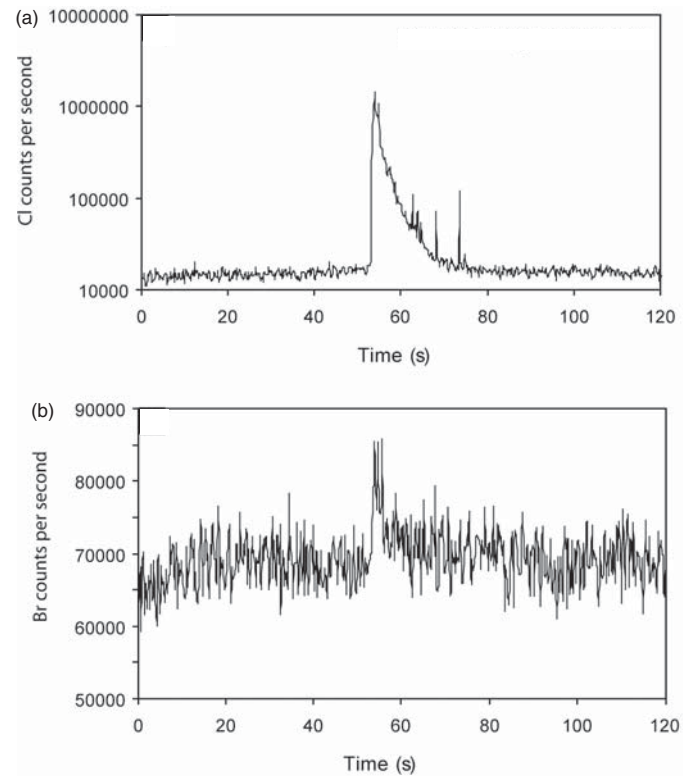 (a)
Cl counts per second
10000000
1000000
100000
10000
0 20 40 60 80 100 120
Time (s)
(b)
Br counts per second
90000
80000
70000
60000
50000
0 20 40 60 80 100 120
Time (s)